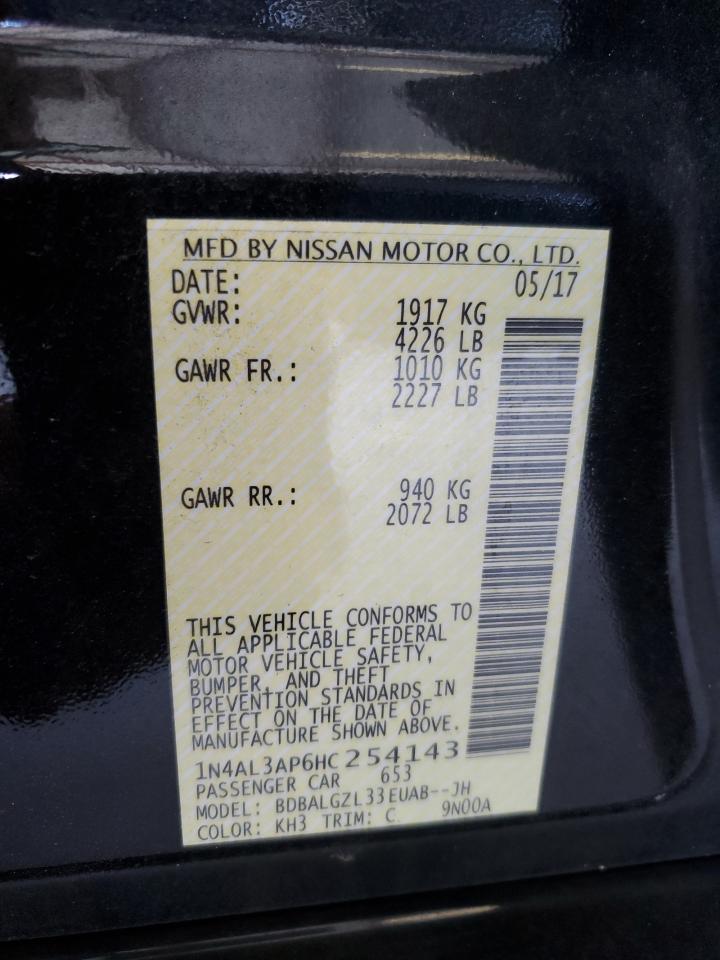 MFD BY NISSAN MOTOR CO., LTD.
DATE: 05/17
GVWR: 1917 KG
4226 LB
GAWR FR.: 1010 KG
2227 LB
GAWR RR.: 940 KG
2072 LB
THIS VEHICLE CONFORMS TO
ALL APPLICABLE FEDERAL
MOTOR VEHICLE SAFETY,
BUMPER, AND THEFT
PREVENTION STANDARDS IN
EFFECT ON THE DATE OF
MANUFACTURE SHOWN ABOVE.
1N4AL3AP6HC254143
PASSENGER CAR 653
MODEL: BDBALGZL33EUAB--JH
COLOR: KH3 TRIM: C 9N00A